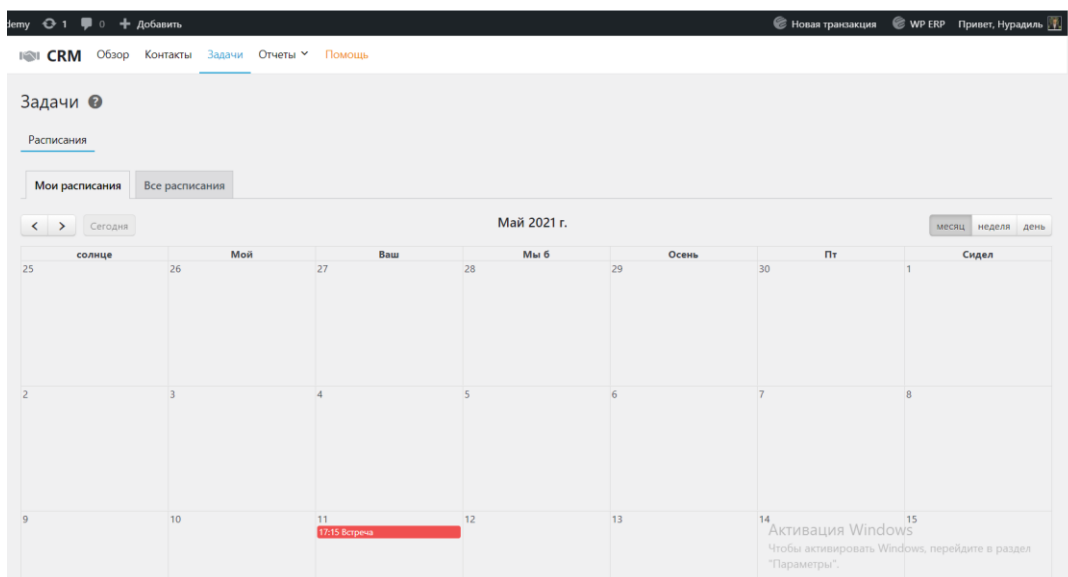 demy 1 0 + Добавить Новая транзакция WP ERP Привет, Нурадиль
CRM Обзор Контакты Задачи Отчеты Помощь
Задачи ?
Расписания
Мои расписания Все расписания
< > Сегодня Май 2021 г. месяц неделя день
солнце Мой Ваш Мы б Осень Пт Сидел
25 26 27 28 29 30 1
2 3 4 5 6 7 8
9 10 11 12 13 14 15
17:15 Встреча
Активация Windows
Чтобы активировать Windows, перейдите в раздел
"Параметры".